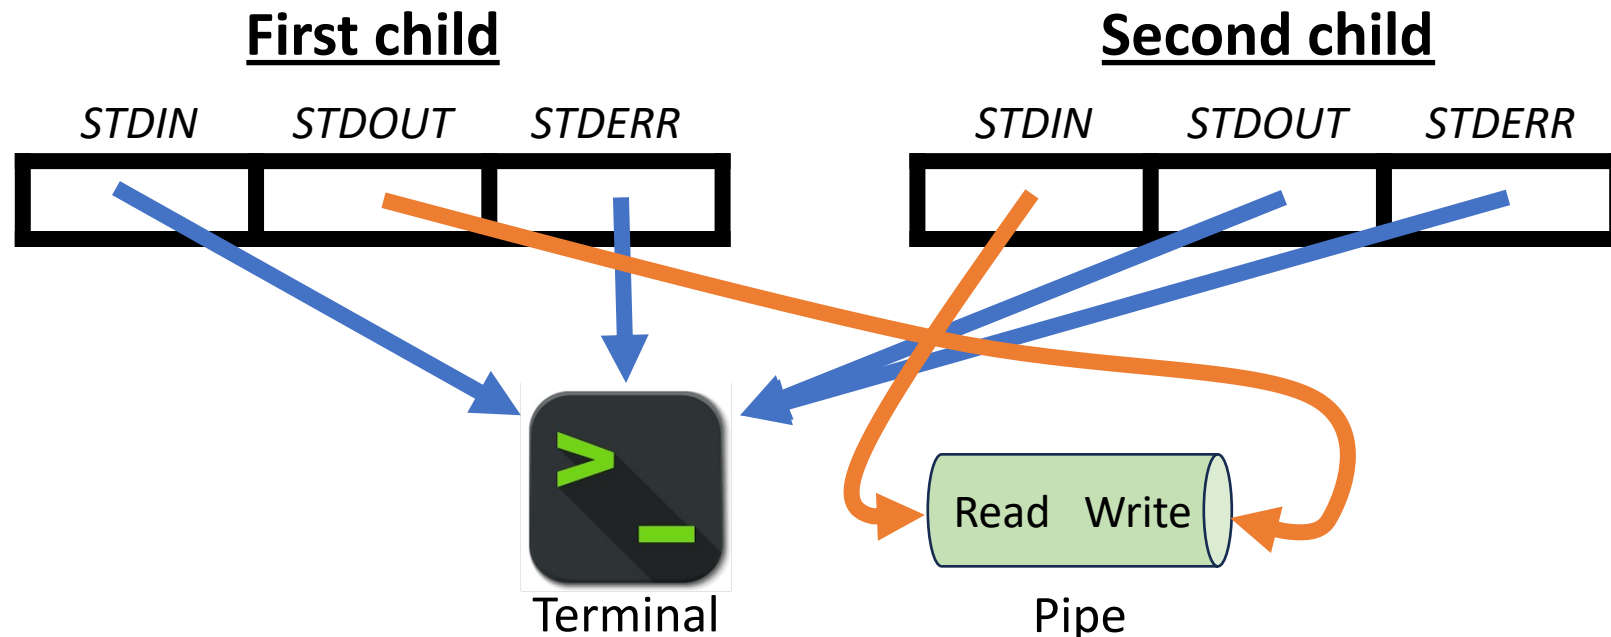 First child
Second child
STDIN STDOUT STDERR
STDIN STDOUT STDERR
>_
Read Write
Terminal
Pipe